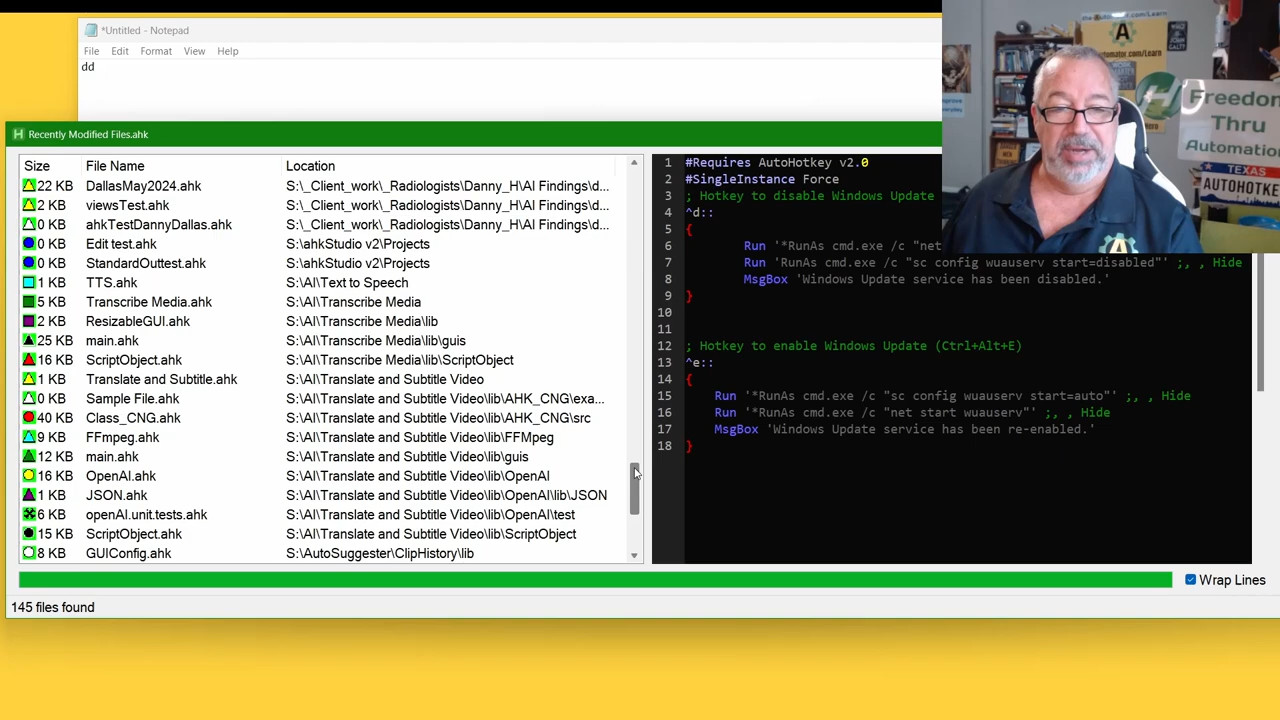 *Untitled - Notepad
File Edit Format View Help
dd
Recently Modified Files.ahk
Size File Name Location
22 KB DallasMay2024.ahk S:\_Client_work\_Radiologists\Danny_H\AI Findings\d...
2 KB viewsTest.ahk S:\_Client_work\_Radiologists\Danny_H\AI Findings\d...
0 KB ahkTestDannyDallas.ahk S:\_Client_work\_Radiologists\Danny_H\AI Findings\d...
0 KB Edit test.ahk S:\ahkStudio v2\Projects
0 KB StandardOuttest.ahk S:\ahkStudio v2\Projects
1 KB TTS.ahk S:\AI\Text to Speech
5 KB Transcribe Media.ahk S:\AI\Transcribe Media
2 KB ResizableGUI.ahk S:\AI\Transcribe Media\lib
25 KB main.ahk S:\AI\Transcribe Media\lib\guis
16 KB ScriptObject.ahk S:\AI\Transcribe Media\lib\ScriptObject
1 KB Translate and Subtitle.ahk S:\AI\Translate and Subtitle Video
0 KB Sample File.ahk S:\AI\Translate and Subtitle Video\lib\AHK_CNG\exa...
40 KB Class_CNG.ahk S:\AI\Translate and Subtitle Video\lib\AHK_CNG\src
9 KB FFmpeg.ahk S:\AI\Translate and Subtitle Video\lib\FFMpeg
12 KB main.ahk S:\AI\Translate and Subtitle Video\lib\guis
16 KB OpenAI.ahk S:\AI\Translate and Subtitle Video\lib\OpenAI
1 KB JSON.ahk S:\AI\Translate and Subtitle Video\lib\OpenAI\lib\JSON
6 KB openAI.unit.tests.ahk S:\AI\Translate and Subtitle Video\lib\OpenAI\test
15 KB ScriptObject.ahk S:\AI\Translate and Subtitle Video\lib\ScriptObject
8 KB GUIConfig.ahk S:\AutoSuggester\ClipHistory\lib
1 #Requires AutoHotkey v2.0
2 #SingleInstance Force
3 ; Hotkey to disable Windows Update
4 ^d::
5 {
6 Run '*RunAs cmd.exe /c "net
7 Run 'RunAs cmd.exe /c "sc config wuauserv start=disabled"' ;, , Hide
8 MsgBox 'Windows Update service has been disabled.'
9 }
10
11
12 ; Hotkey to enable Windows Update (Ctrl+Alt+E)
13 ^e::
14 {
15 Run '*RunAs cmd.exe /c "sc config wuauserv start=auto"' ;, , Hide
16 Run '*RunAs cmd.exe /c "net start wuauserv"' ;, , Hide
17 MsgBox 'Windows Update service has been re-enabled.'
18 }
Wrap Lines
145 files found
Freedom
Thru
Automation
TEXAS
AUTOHOTKEY